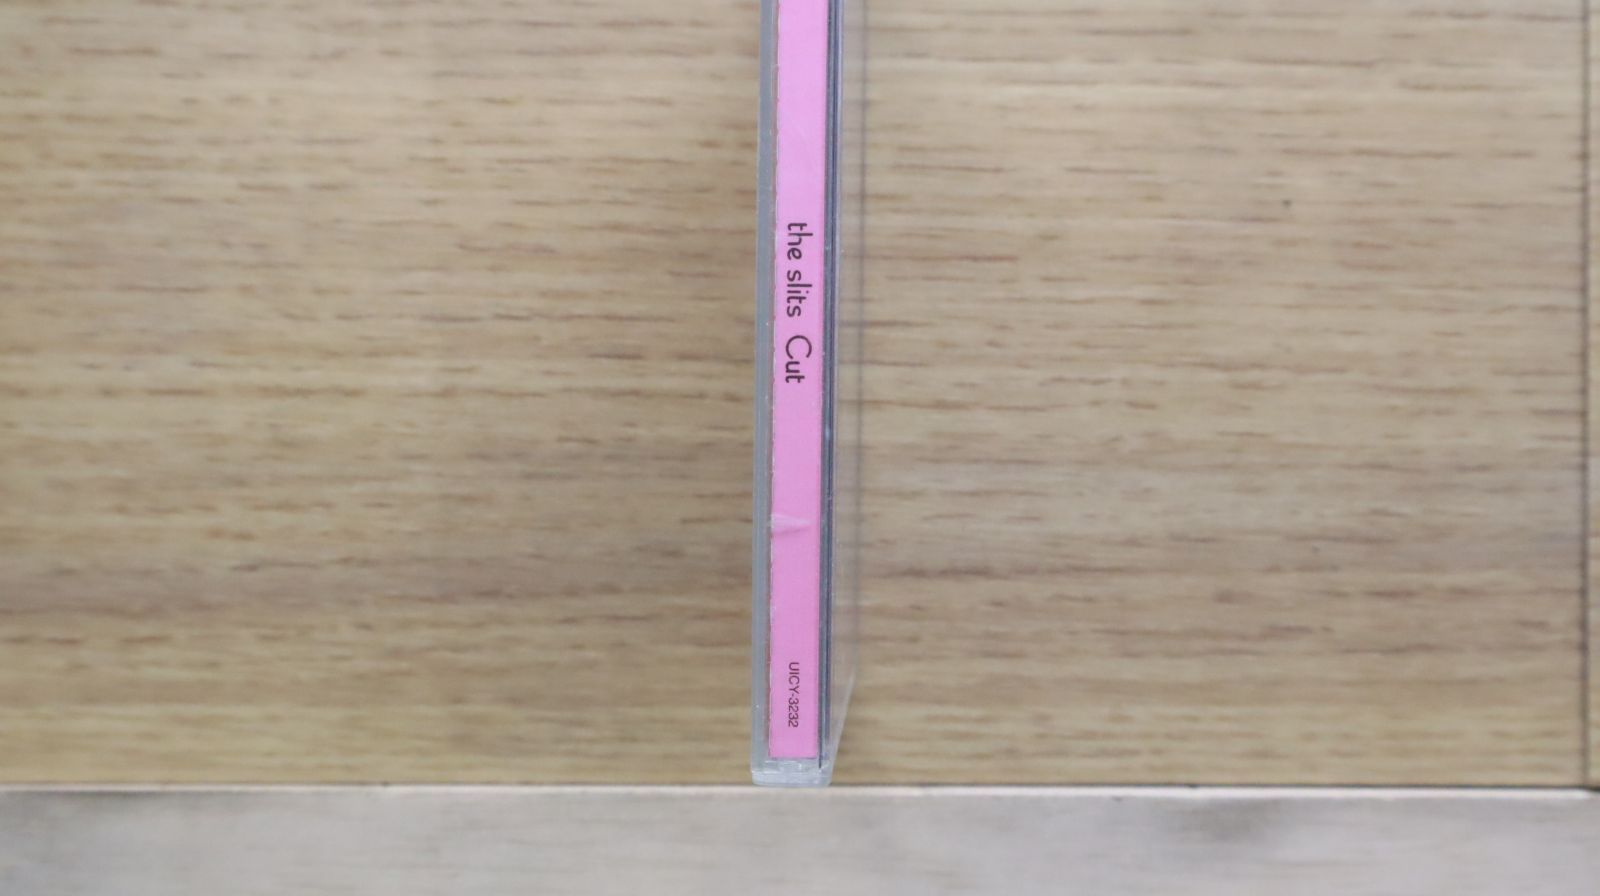 the slits Cut
UICY-3232